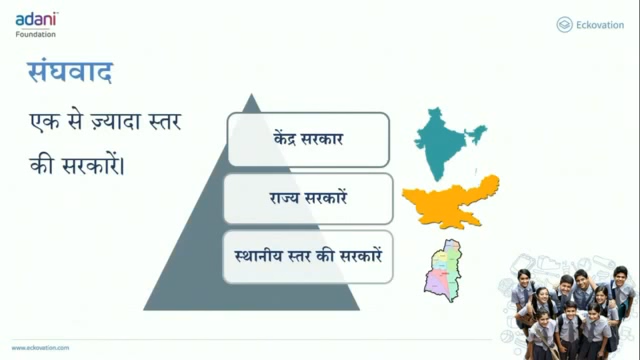 adani
Foundation
Eckovation
संघवाद
एक से ज़्यादा स्तर
की सरकारें।
केंद्र सरकार
राज्य सरकारें
स्थानीय स्तर की सरकारें
www.eckovation.com